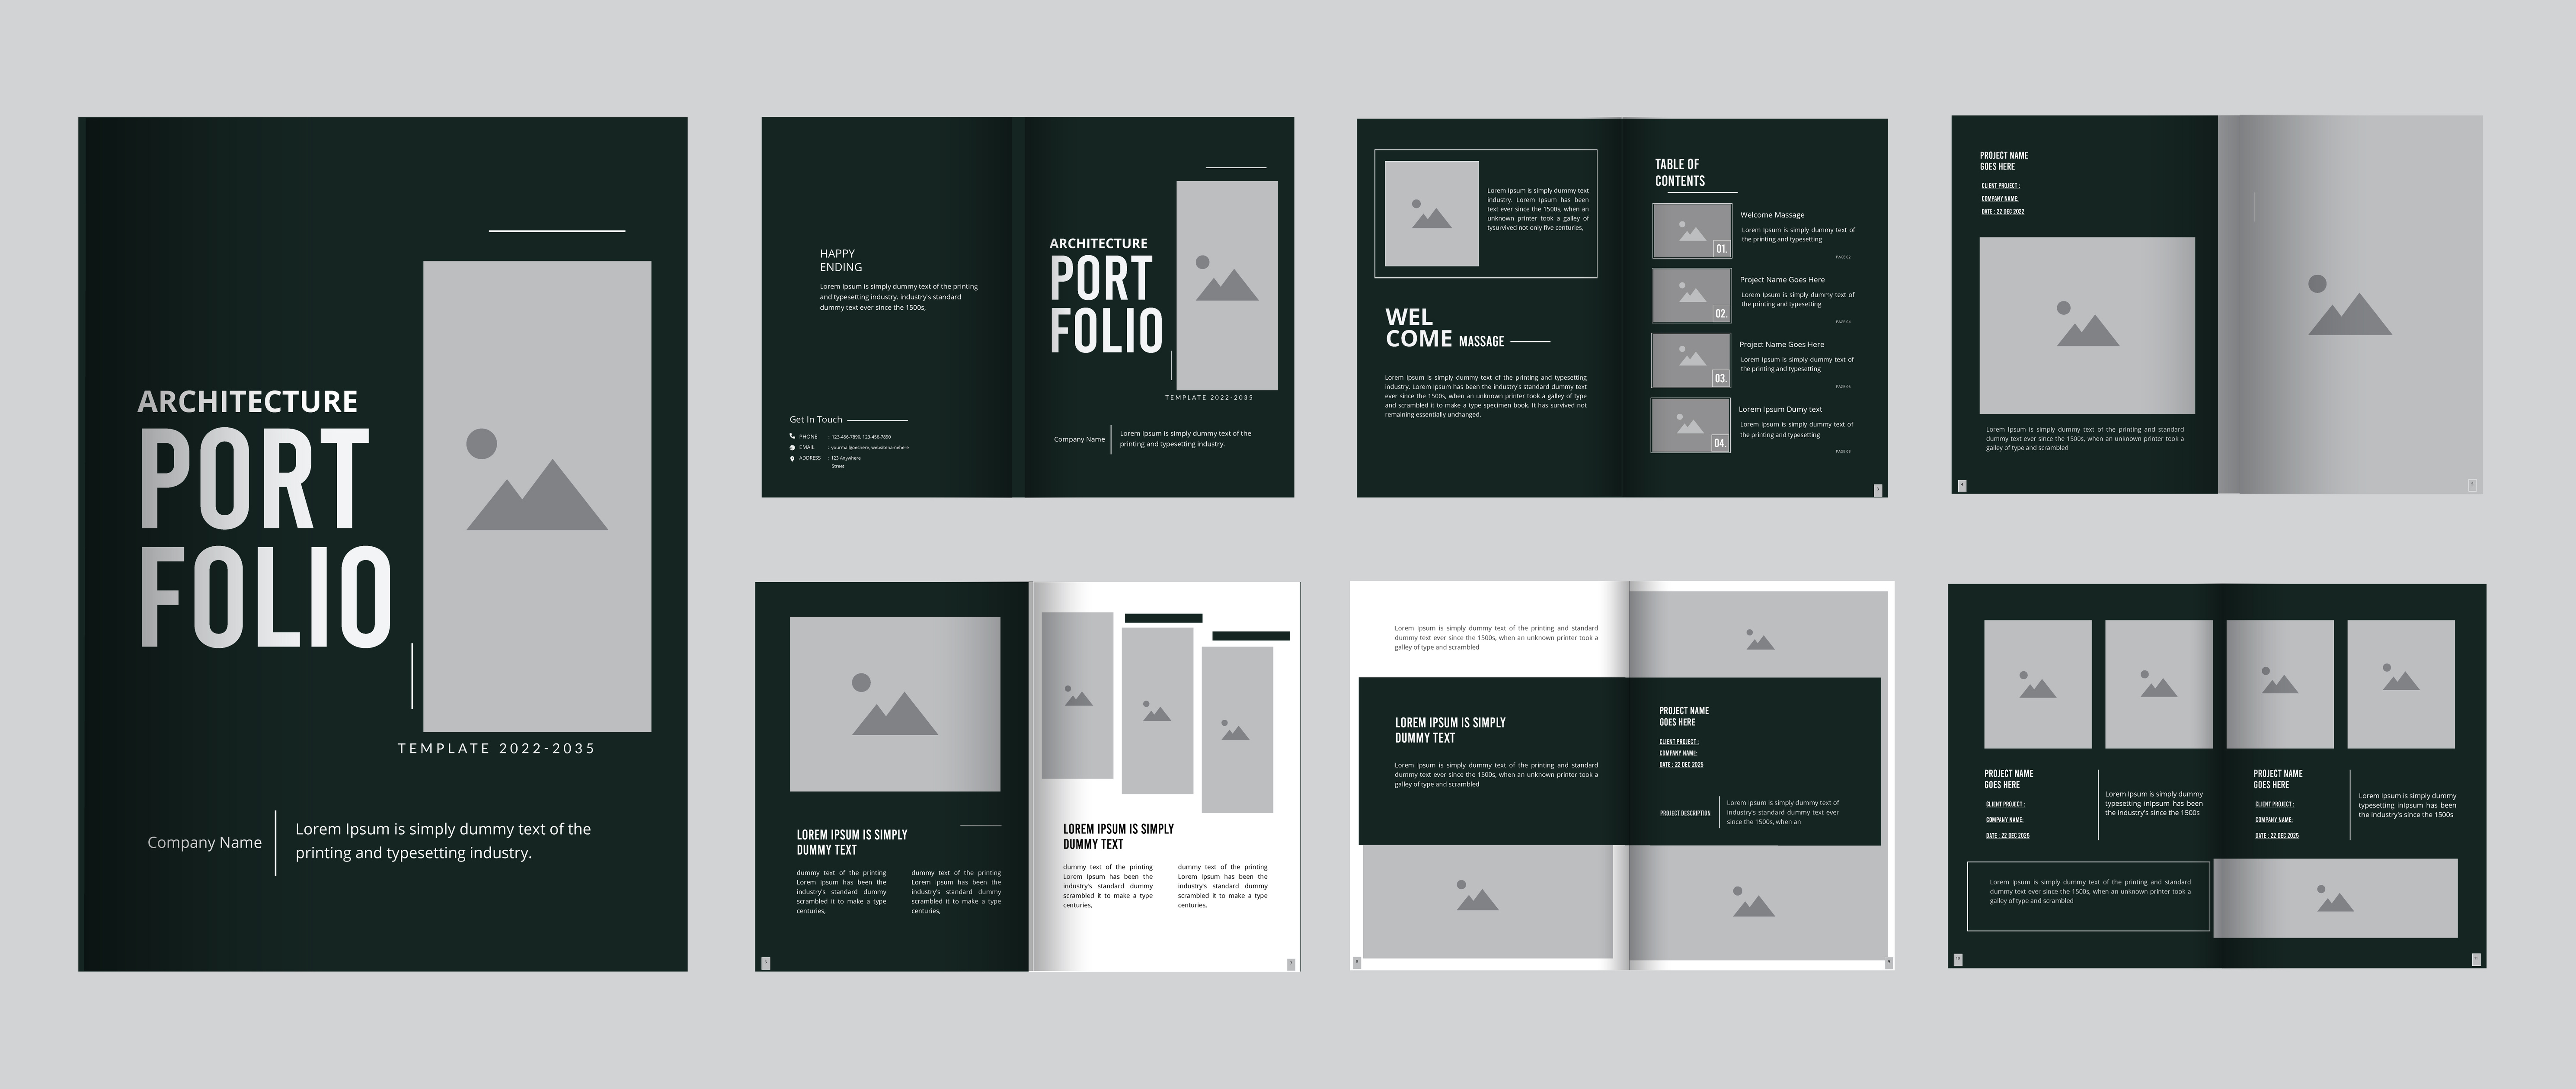 ARCHITECTURE
PORT
FOLIO
TEMPLATE 2022-2035
Company Name
Lorem Ipsum is simply dummy text of the
printing and typesetting industry.
HAPPY
ENDING
Lorem Ipsum is simply dummy text of the printing
and typesetting industry. industry's standard
dummy text ever since the 1500s,
Get In Touch
PHONE : 123-456-7890, 123-456-7890
EMAIL : yourmailgoeshere, websitenamehere
ADDRESS : 123 Anywhere
Street
ARCHITECTURE
PORT
FOLIO
TEMPLATE 2022-2035
Company Name
Lorem Ipsum is simply dummy text of the
printing and typesetting industry.
Lorem Ipsum is simply dummy text
industry. Lorem Ipsum has been
text ever since the 1500s, when an
unknown printer took a galley of
tysurvived not only five centuries,
WEL
COME MASSAGE
Lorem Ipsum is simply dummy text of the printing and typesetting
industry. Lorem Ipsum has been the industry's standard dummy text
ever since the 1500s, when an unknown printer took a galley of type
and scrambled it to make a type specimen book. It has survived not
remaining essentially unchanged.
TABLE OF
CONTENTS
01.
Welcome Massage
Lorem Ipsum is simply dummy text of
the printing and typesetting
PAGE 02
02.
Project Name Goes Here
Lorem Ipsum is simply dummy text of
the printing and typesetting
PAGE 04
03.
Project Name Goes Here
Lorem Ipsum is simply dummy text of
the printing and typesetting
PAGE 06
04.
Lorem Ipsum Dumy text
Lorem Ipsum is simply dummy text of
the printing and typesetting
PAGE 08
PROJECT NAME
GOES HERE
CLIENT PROJECT :
COMPANY NAME:
DATE : 22 DEC 2022
Lorem Ipsum is simply dummy text of the printing and standard
dummy text ever since the 1500s, when an unknown printer took a
galley of type and scrambled
4
5
LOREM IPSUM IS SIMPLY
DUMMY TEXT
dummy text of the printing
Lorem Ipsum has been the
industry's standard dummy
scrambled it to make a type
centuries,
dummy text of the printing
Lorem Ipsum has been the
industry's standard dummy
scrambled it to make a type
centuries,
6
LOREM IPSUM IS SIMPLY
DUMMY TEXT
dummy text of the printing
Lorem Ipsum has been the
industry's standard dummy
scrambled it to make a type
centuries,
dummy text of the printing
Lorem Ipsum has been the
industry's standard dummy
scrambled it to make a type
centuries,
7
Lorem Ipsum is simply dummy text of the printing and standard
dummy text ever since the 1500s, when an unknown printer took a
galley of type and scrambled
LOREM IPSUM IS SIMPLY
DUMMY TEXT
Lorem Ipsum is simply dummy text of the printing and standard
dummy text ever since the 1500s, when an unknown printer took a
galley of type and scrambled
8
PROJECT NAME
GOES HERE
CLIENT PROJECT :
COMPANY NAME:
DATE : 22 DEC 2025
PROJECT DESCRIPTION
Lorem Ipsum is simply dummy text of
industry's standard dummy text ever
since the 1500s, when an
9
PROJECT NAME
GOES HERE
CLIENT PROJECT :
COMPANY NAME:
DATE : 22 DEC 2025
Lorem Ipsum is simply dummy
typesetting inlpsum has been
the industry's since the 1500s
Lorem Ipsum is simply dummy text of the printing and standard
dummy text ever since the 1500s, when an unknown printer took a
galley of type and scrambled
10
PROJECT NAME
GOES HERE
CLIENT PROJECT :
COMPANY NAME:
DATE : 22 DEC 2025
Lorem Ipsum is simply dummy
typesetting inlpsum has been
the industry's since the 1500s